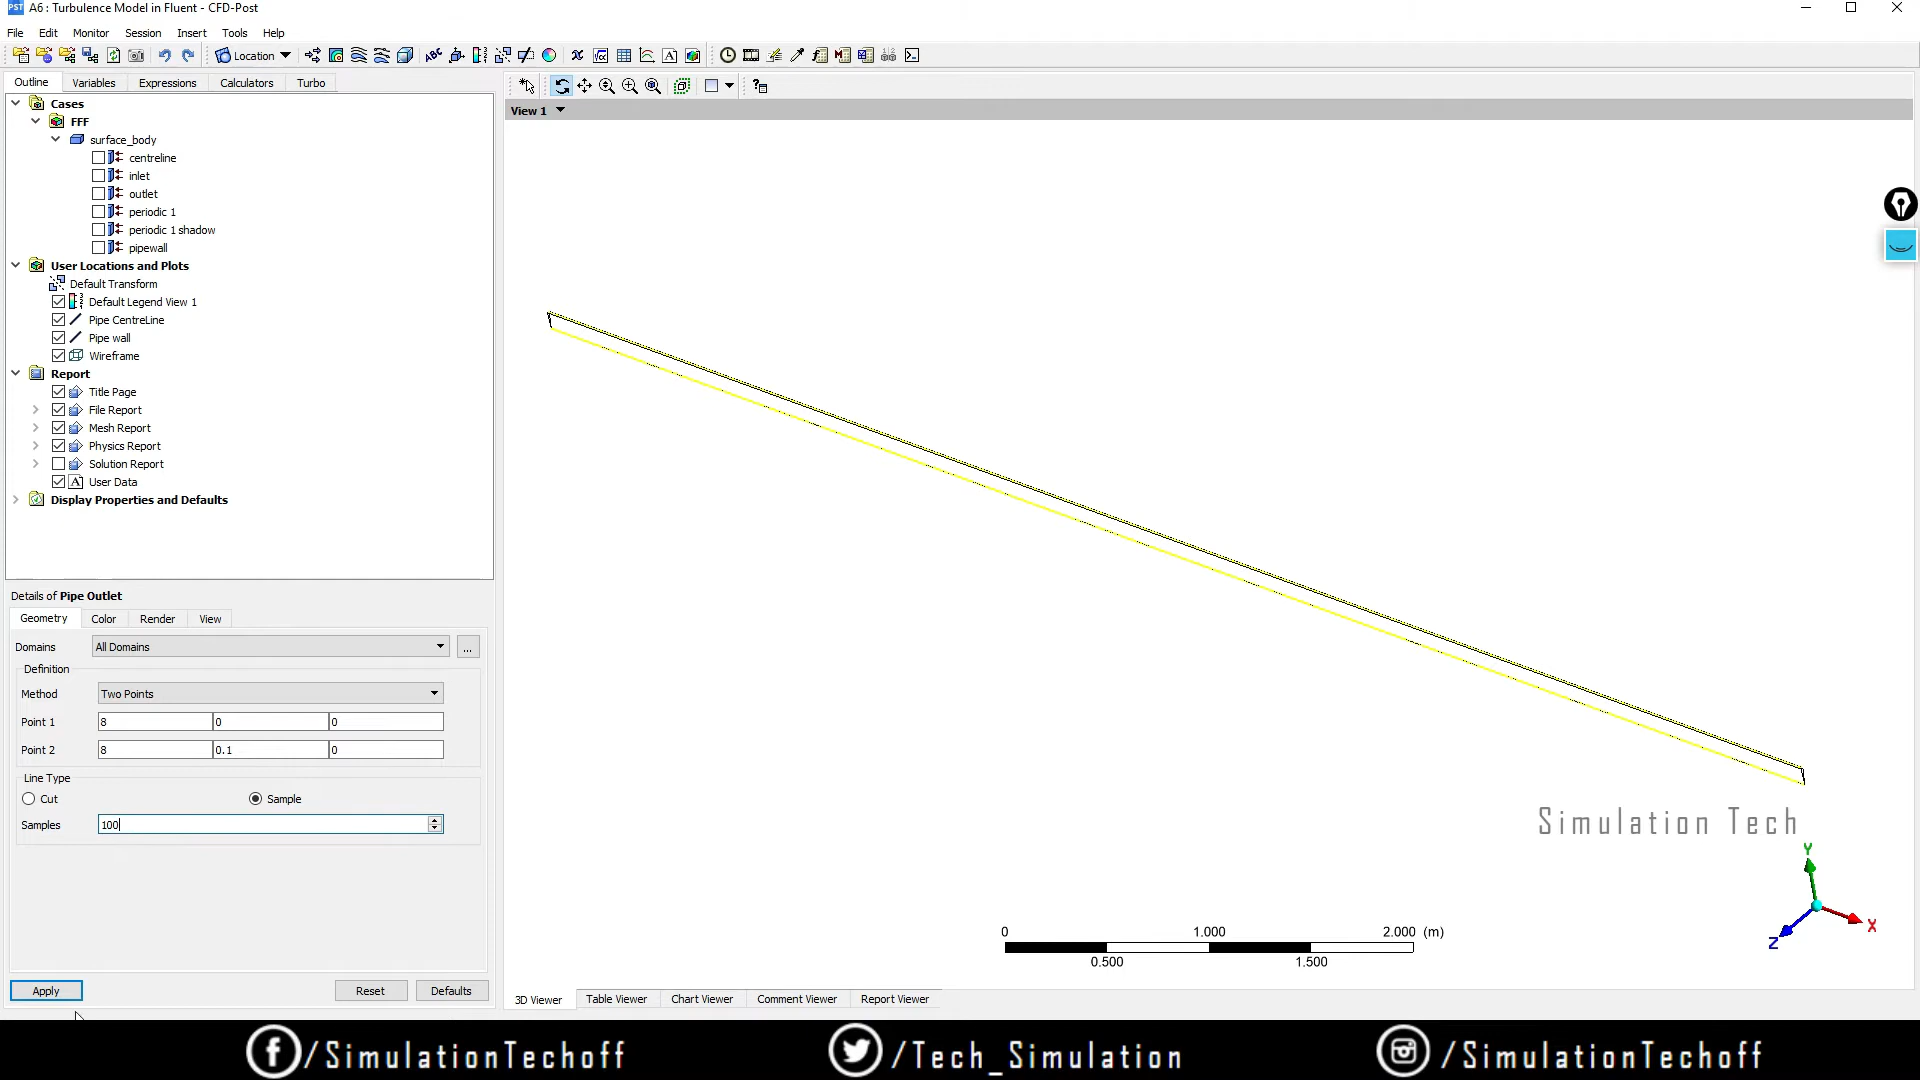 PST A6 : Turbulence Model in Fluent - CFD-Post
File Edit Monitor Session Insert Tools Help
Location
Outline Variables Expressions Calculators Turbo
View 1
Cases
FFF
surface_body
centreline
inlet
outlet
periodic 1
periodic 1 shadow
pipewall
User Locations and Plots
Default Transform
Default Legend View 1
Pipe CentreLine
Pipe wall
Wireframe
Report
Title Page
File Report
Mesh Report
Physics Report
Solution Report
A User Data
Display Properties and Defaults
Details of Pipe Outlet
Geometry Color Render View
Domains All Domains ...
Definition
Method Two Points
Point 1 8 0 0
Point 2 8 0.1 0
Line Type
Cut Sample
Samples 100
Apply Reset Defaults
Simulation Tech
Y
X
Z
0 1.000 2.000 (m)
0.500 1.500
3D Viewer Table Viewer Chart Viewer Comment Viewer Report Viewer
/SimulationTechoff /Tech_Simulation /SimulationTechoff